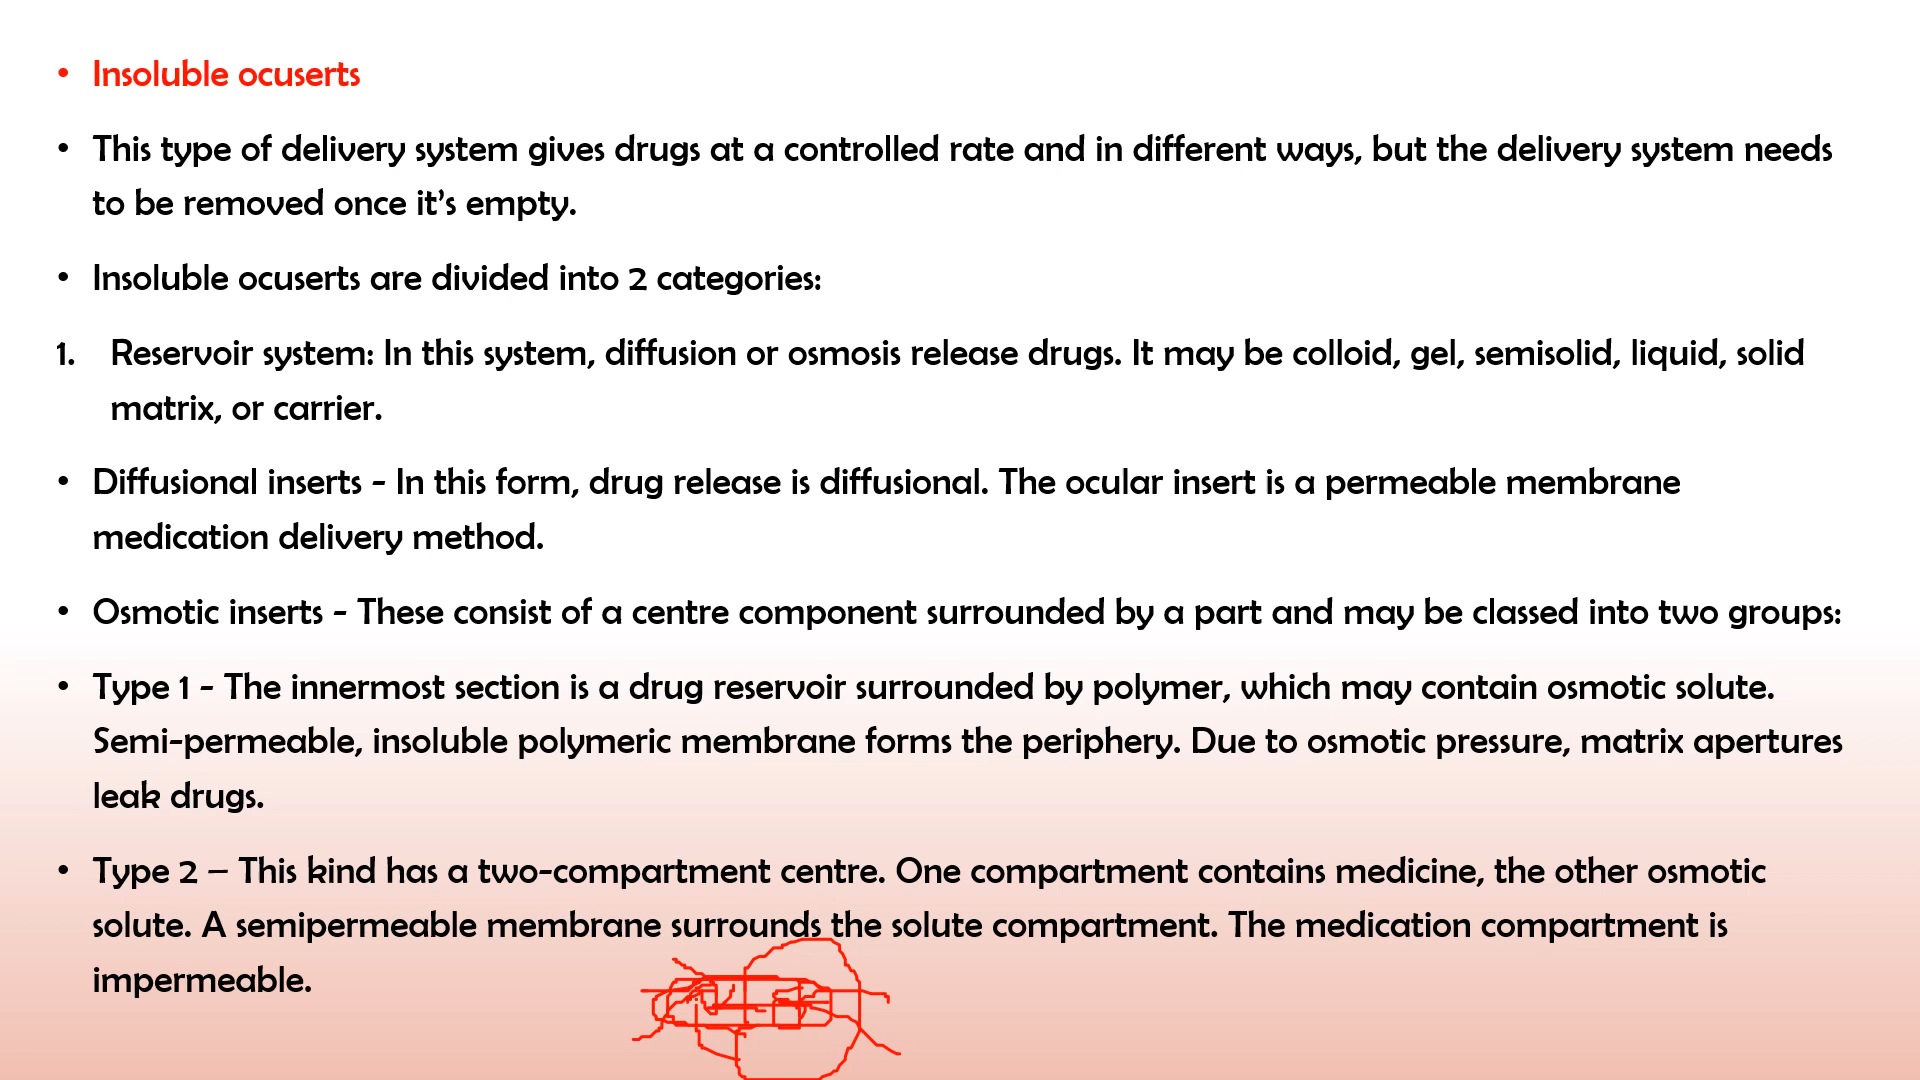 • Insoluble ocuserts
• This type of delivery system gives drugs at a controlled rate and in different ways, but the delivery system needs
to be removed once it’s empty.
• Insoluble ocuserts are divided into 2 categories:
1. Reservoir system: In this system, diffusion or osmosis release drugs. It may be colloid, gel, semisolid, liquid, solid
matrix, or carrier.
• Diffusional inserts - In this form, drug release is diffusional. The ocular insert is a permeable membrane
medication delivery method.
• Osmotic inserts - These consist of a centre component surrounded by a part and may be classed into two groups:
• Type 1 - The innermost section is a drug reservoir surrounded by polymer, which may contain osmotic solute.
Semi-permeable, insoluble polymeric membrane forms the periphery. Due to osmotic pressure, matrix apertures
leak drugs.
• Type 2 – This kind has a two-compartment centre. One compartment contains medicine, the other osmotic
solute. A semipermeable membrane surrounds the solute compartment. The medication compartment is
impermeable.